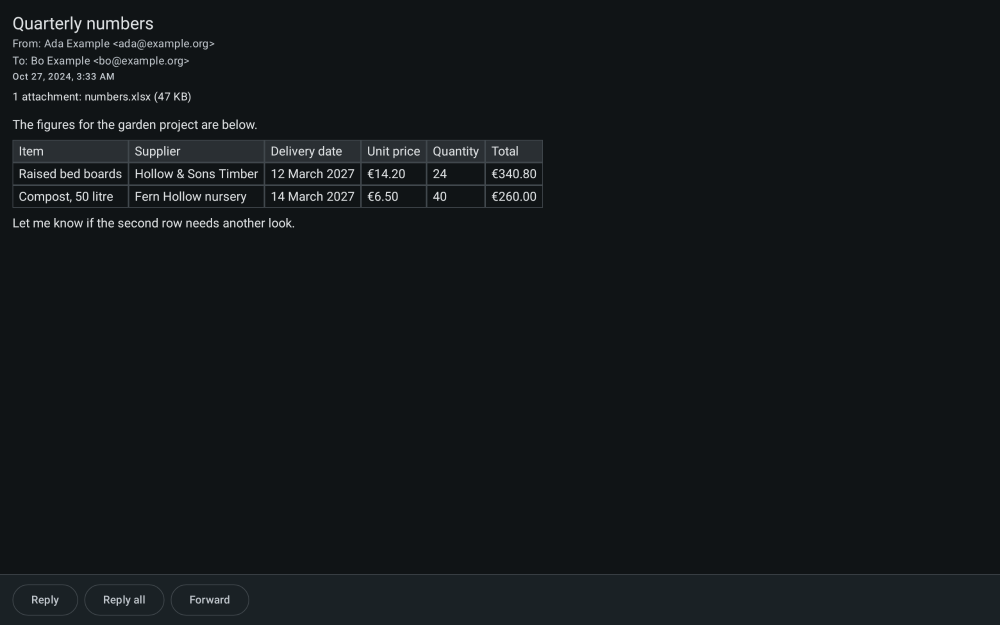 Quarterly numbers
From: Ada Example <ada@example.org>
To: Bo Example <bo@example.org>
Oct 27, 2024, 3:33 AM
1 attachment: numbers.xlsx (47 KB)
The figures for the garden project are below.
Item Supplier Delivery date Unit price Quantity Total
Raised bed boards Hollow & Sons Timber 12 March 2027 €14.20 24 €340.80
Compost, 50 litre Fern Hollow nursery 14 March 2027 €6.50 40 €260.00
Let me know if the second row needs another look.
Reply Reply all Forward